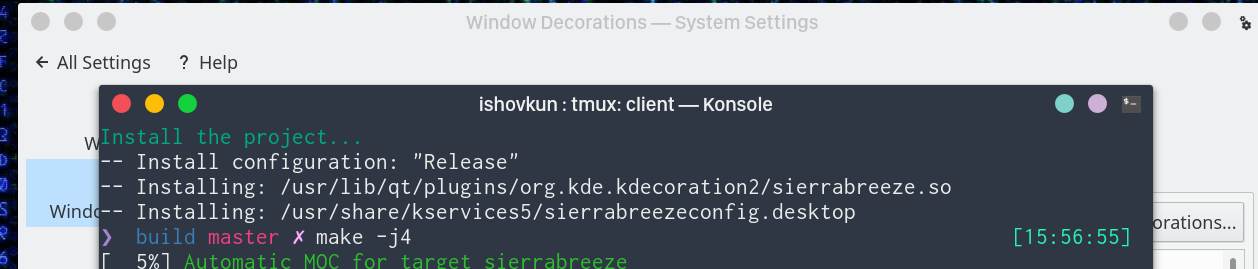 Window Decorations — System Settings
← All Settings ? Help
ishovkun : tmux: client — Konsole
Install the project...
-- Install configuration: "Release"
-- Installing: /usr/lib/qt/plugins/org.kde.kdecoration2/sierrabreeze.so
-- Installing: /usr/share/kservices5/sierrabreezeconfig.desktop
❯ build master ✗ make -j4 [15:56:55]
[  5%] Automatic MOC for target sierrabreeze
W
Windo
orations...